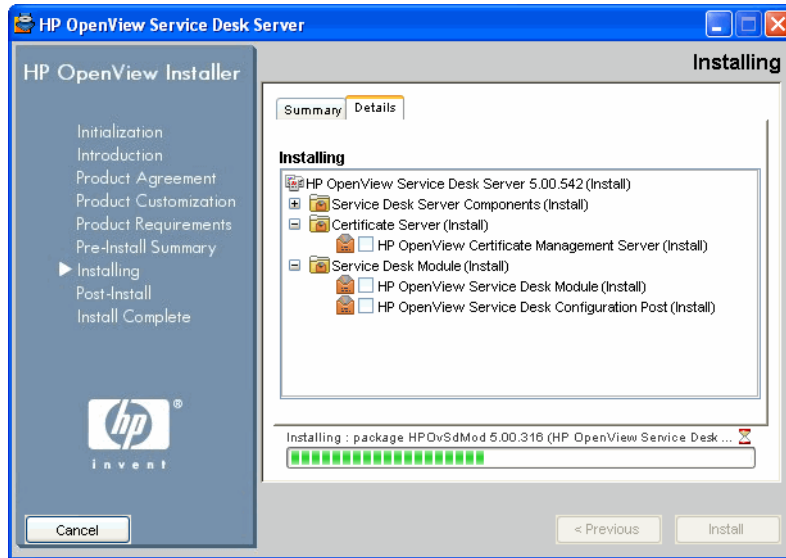 HP OpenView Service Desk Server
HP OpenView Installer
Initialization
Introduction
Product Agreement
Product Customization
Product Requirements
Pre-Install Summary
Installing
Post-Install
Install Complete
hp
®
invent
Cancel
Installing
Summary
Details
Installing
HP OpenView Service Desk Server 5.00.542 (Install)
Service Desk Server Components (Install)
Certificate Server (Install)
HP OpenView Certificate Management Server (Install)
Service Desk Module (Install)
HP OpenView Service Desk Module (Install)
HP OpenView Service Desk Configuration Post (Install)
Installing : package HPOvSdMod 5.00.316 (HP OpenView Service Desk ...
< Previous
Install